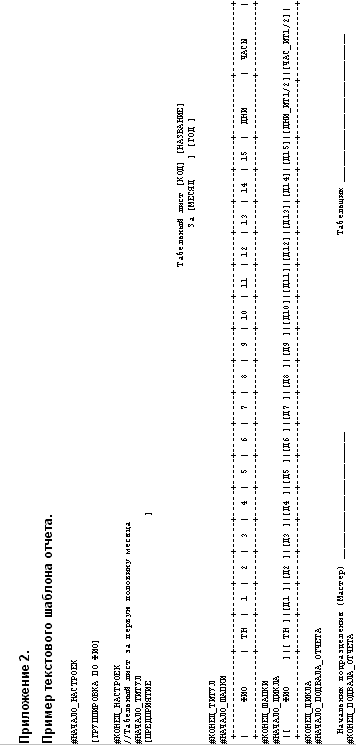 Приложение 2.
Пример текстового шаблона отчета.
#НАЧАЛО_НАСТРОЕК
[ГРУППИРОВКА ПО ФИО]
#КОНЕЦ_НАСТРОЕК
//Табельный лист за первую половину месяца
#НАЧАЛО_ТИТУЛ
[ПРЕДПРИЯТИЕ ]
Табельный лист [КОД] [НАЗВАНИЕ]
За [МЕСЯЦ ] [ГОД ]
#КОНЕЦ_ТИТУЛ
#НАЧАЛО_ШАПКИ
| ФИО | ТН | 1 | 2 | 3 | 4 | 5 | 6 | 7 | 8 | 9 | 10 | 11 | 12 | 13 | 14 | 15 | ДНИ | ЧАСЫ |
#КОНЕЦ_ШАПКИ
#НАЧАЛО_ЦИКЛА
|[ ФИО ]|[ ТН ]|[Д1 ]|[Д2 ]|[Д3 ]|[Д4 ]|[Д5 ]|[Д6 ]|[Д7 ]|[Д8 ]|[Д9 ]|[Д10]|[Д11]|[Д12]|[Д13]|[Д14]|[Д15]|[ДНИ_ИТ1/2]|[ЧАС_ИТ1/2]|
#КОНЕЦ_ЦИКЛА
#НАЧАЛО_ПОДВАЛА_ОТЧЕТА
Начальник подразделения (Мастер) ____________________ Табельщик ____________________
#КОНЕЦ_ПОДВАЛА_ОТЧЕТА